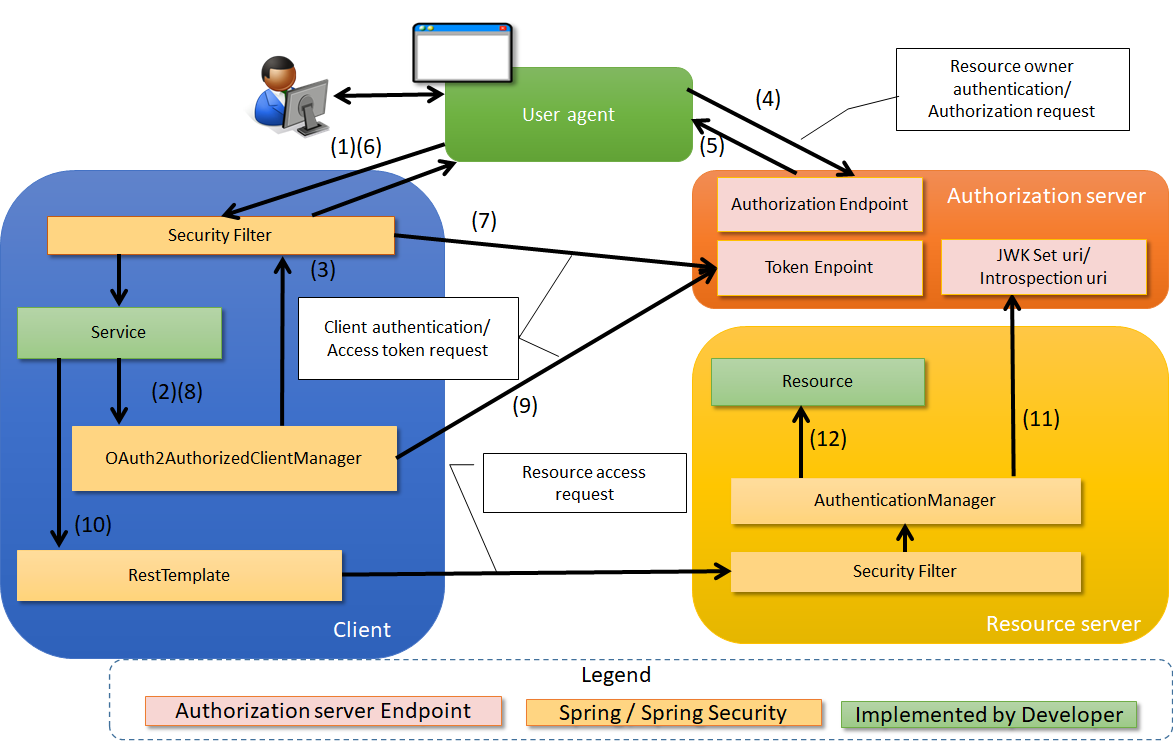 User agent
(4)
Resource owner
authentication/
Authorization request
(1)(6)
(5)
Authorization server
Authorization Endpoint
Security Filter
(7)
Token Enpoint
JWK Set uri/
Introspection uri
(3)
Client authentication/
Access token request
Service
(2)(8)
(9)
Resource
(11)
(12)
OAuth2AuthorizedClientManager
Resource access
request
AuthenticationManager
(10)
RestTemplate
Security Filter
Client
Resource server
Legend
Authorization server Endpoint
Spring / Spring Security
Implemented by Developer